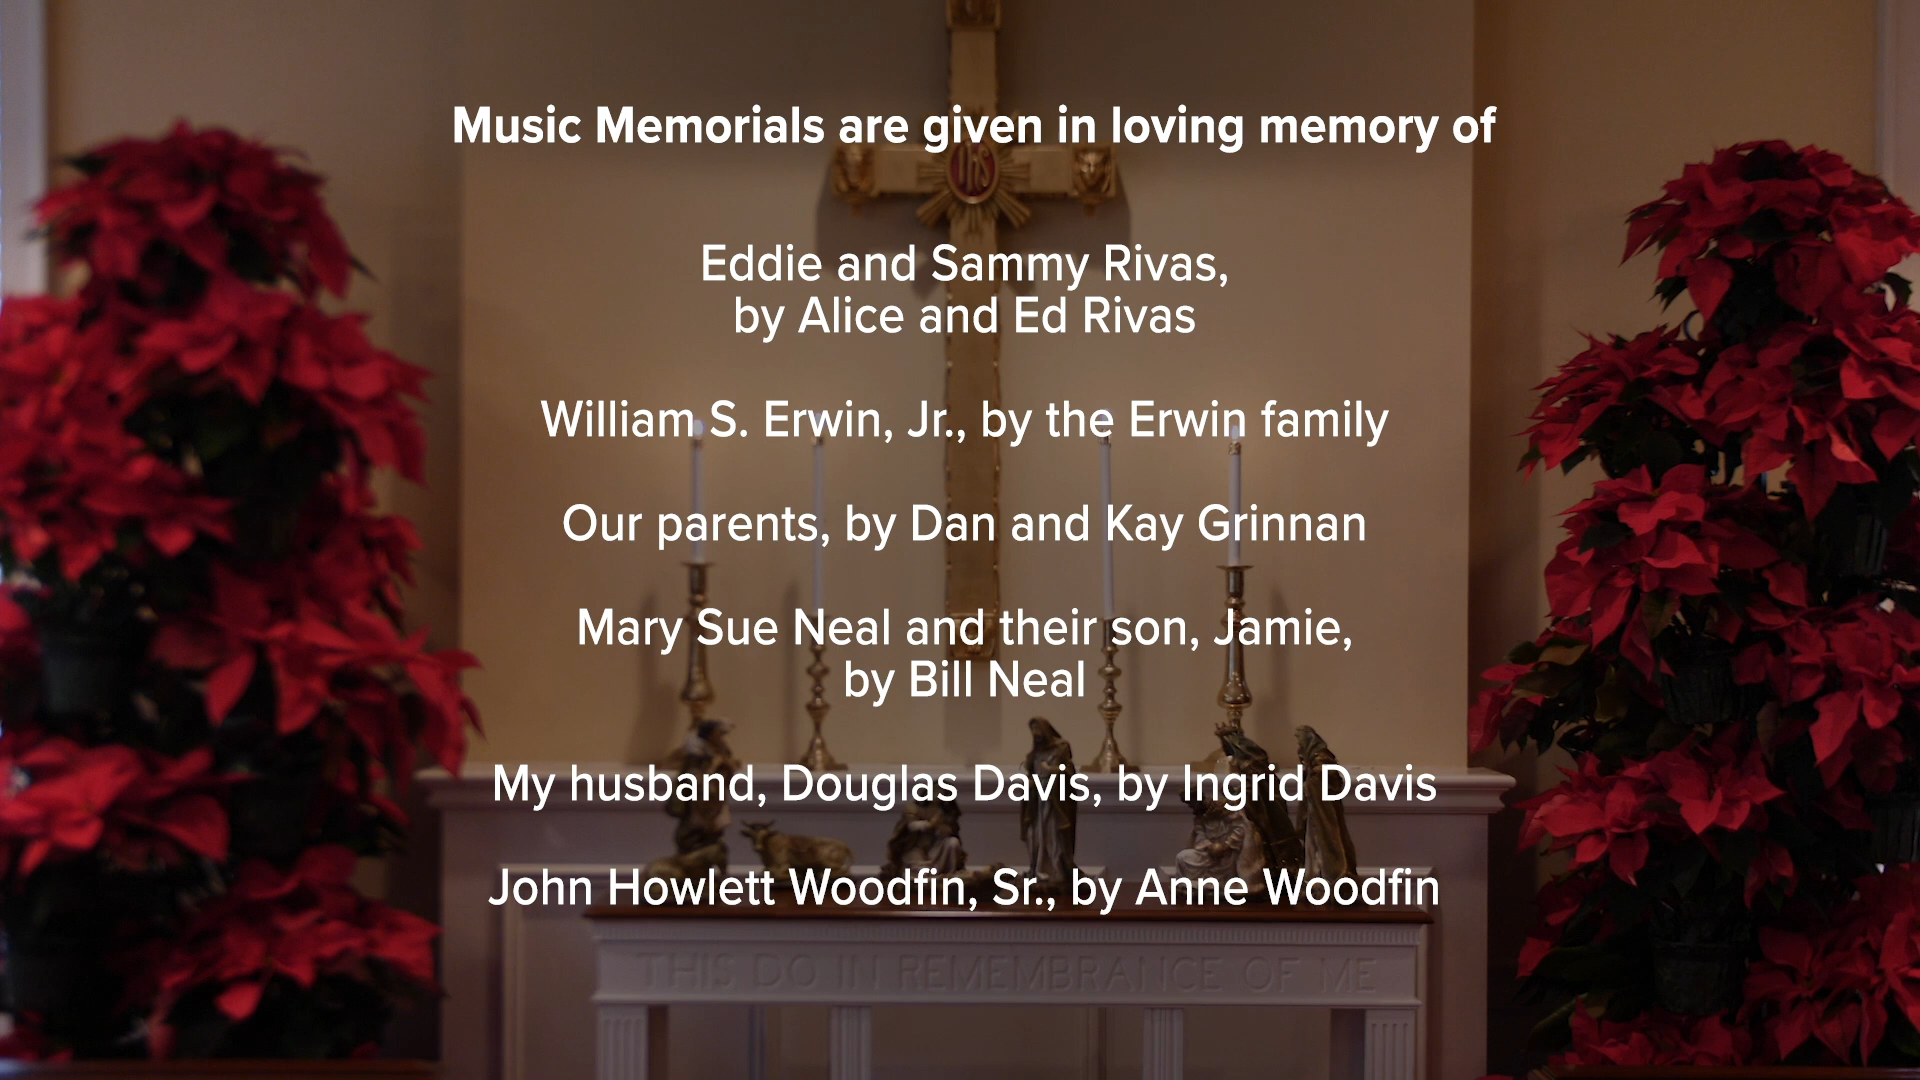 Music Memorials are given in loving memory of
IHS
Eddie and Sammy Rivas,
by Alice and Ed Rivas
William S. Erwin, Jr., by the Erwin family
Our parents, by Dan and Kay Grinnan
Mary Sue Neal and their son, Jamie,
by Bill Neal
My husband, Douglas Davis, by Ingrid Davis
John Howlett Woodfin, Sr., by Anne Woodfin
THIS DO IN REMEMBRANCE OF ME